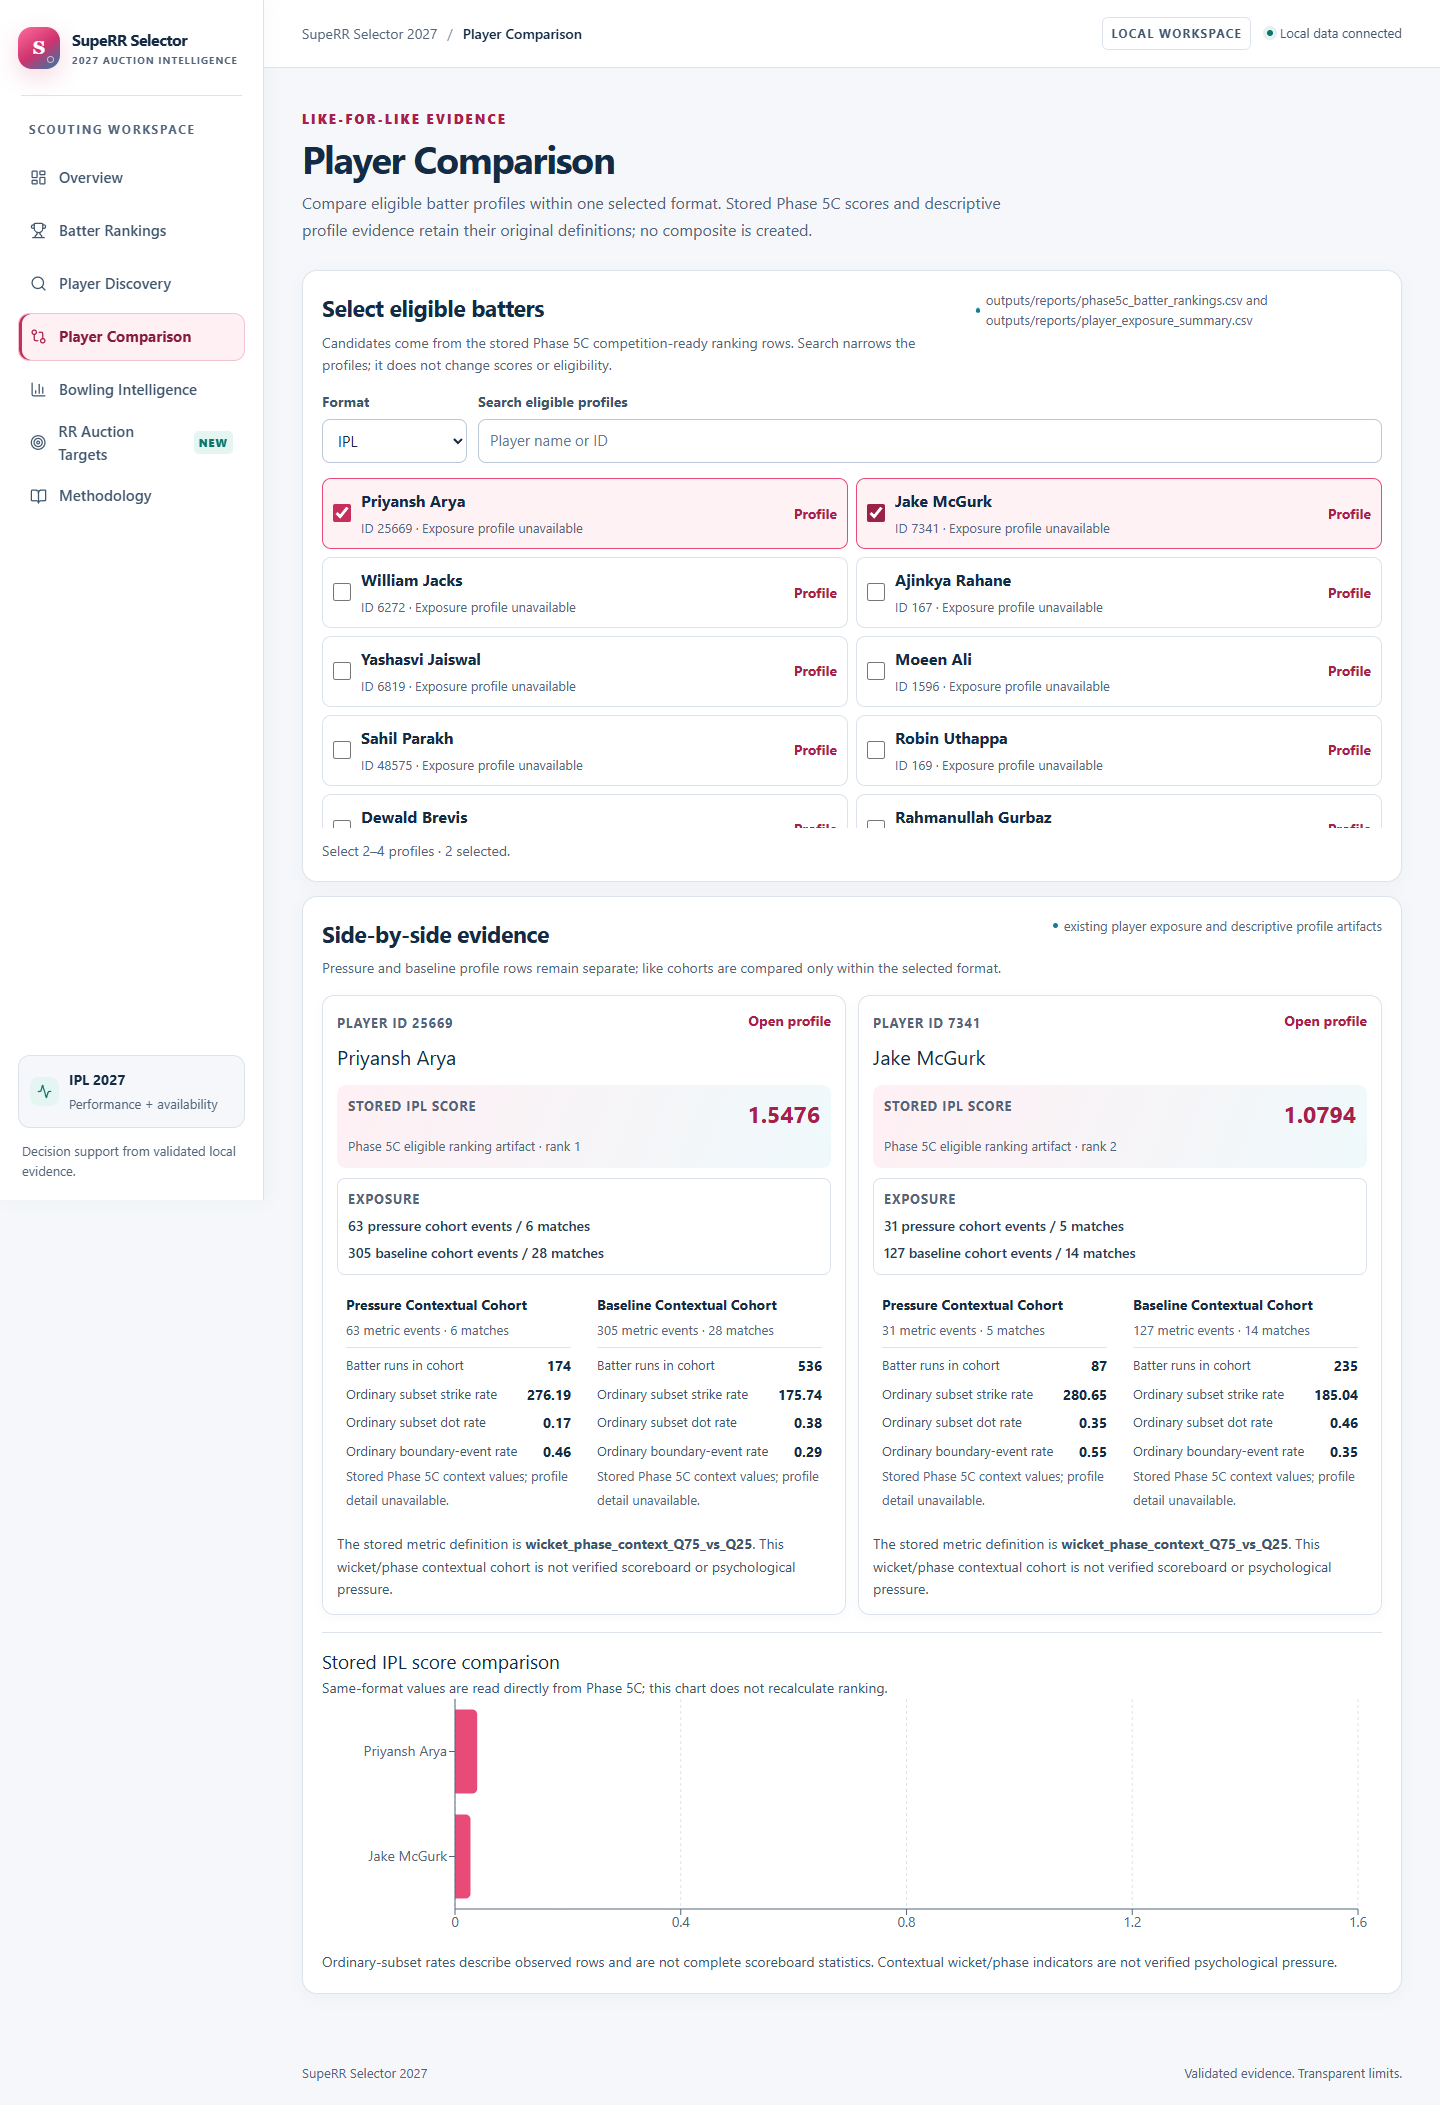 S
SupeRR Selector
2027 AUCTION INTELLIGENCE
SCOUTING WORKSPACE
Overview
Batter Rankings
Player Discovery
Player Comparison
Bowling Intelligence
RR Auction
Targets
NEW
Methodology
IPL 2027
Performance + availability
Decision support from validated local
evidence.
SupeRR Selector 2027 / Player Comparison
LOCAL WORKSPACE
Local data connected
LIKE-FOR-LIKE EVIDENCE
Player Comparison
Compare eligible batter profiles within one selected format. Stored Phase 5C scores and descriptive
profile evidence retain their original definitions; no composite is created.
Select eligible batters
outputs/reports/phase5c_batter_rankings.csv and
outputs/reports/player_exposure_summary.csv
Candidates come from the stored Phase 5C competition-ready ranking rows. Search narrows the
profiles; it does not change scores or eligibility.
Format
Search eligible profiles
IPL
Player name or ID
Priyansh Arya
ID 25669 · Exposure profile unavailable
Profile
Jake McGurk
ID 7341 · Exposure profile unavailable
Profile
William Jacks
ID 6272 · Exposure profile unavailable
Profile
Ajinkya Rahane
ID 167 · Exposure profile unavailable
Profile
Yashasvi Jaiswal
ID 6819 · Exposure profile unavailable
Profile
Moeen Ali
ID 1596 · Exposure profile unavailable
Profile
Sahil Parakh
ID 48575 · Exposure profile unavailable
Profile
Robin Uthappa
ID 169 · Exposure profile unavailable
Profile
Dewald Brevis
Profile
Rahmanullah Gurbaz
Profile
Select 2–4 profiles · 2 selected.
Side-by-side evidence
existing player exposure and descriptive profile artifacts
Pressure and baseline profile rows remain separate; like cohorts are compared only within the selected format.
PLAYER ID 25669
Open profile
Priyansh Arya
STORED IPL SCORE
1.5476
Phase 5C eligible ranking artifact · rank 1
EXPOSURE
63 pressure cohort events / 6 matches
305 baseline cohort events / 28 matches
Pressure Contextual Cohort
63 metric events · 6 matches
Batter runs in cohort 174
Ordinary subset strike rate 276.19
Ordinary subset dot rate 0.17
Ordinary boundary-event rate 0.46
Stored Phase 5C context values; profile
detail unavailable.
Baseline Contextual Cohort
305 metric events · 28 matches
Batter runs in cohort 536
Ordinary subset strike rate 175.74
Ordinary subset dot rate 0.38
Ordinary boundary-event rate 0.29
Stored Phase 5C context values; profile
detail unavailable.
The stored metric definition is wicket_phase_context_Q75_vs_Q25. This
wicket/phase contextual cohort is not verified scoreboard or psychological
pressure.
PLAYER ID 7341
Open profile
Jake McGurk
STORED IPL SCORE
1.0794
Phase 5C eligible ranking artifact · rank 2
EXPOSURE
31 pressure cohort events / 5 matches
127 baseline cohort events / 14 matches
Pressure Contextual Cohort
31 metric events · 5 matches
Batter runs in cohort 87
Ordinary subset strike rate 280.65
Ordinary subset dot rate 0.35
Ordinary boundary-event rate 0.55
Stored Phase 5C context values; profile
detail unavailable.
Baseline Contextual Cohort
127 metric events · 14 matches
Batter runs in cohort 235
Ordinary subset strike rate 185.04
Ordinary subset dot rate 0.46
Ordinary boundary-event rate 0.35
Stored Phase 5C context values; profile
detail unavailable.
The stored metric definition is wicket_phase_context_Q75_vs_Q25. This
wicket/phase contextual cohort is not verified scoreboard or psychological
pressure.
Stored IPL score comparison
Same-format values are read directly from Phase 5C; this chart does not recalculate ranking.
Priyansh Arya
Jake McGurk
0 0.4 0.8 1.2 1.6
Ordinary-subset rates describe observed rows and are not complete scoreboard statistics. Contextual wicket/phase indicators are not verified psychological pressure.
SupeRR Selector 2027
Validated evidence. Transparent limits.